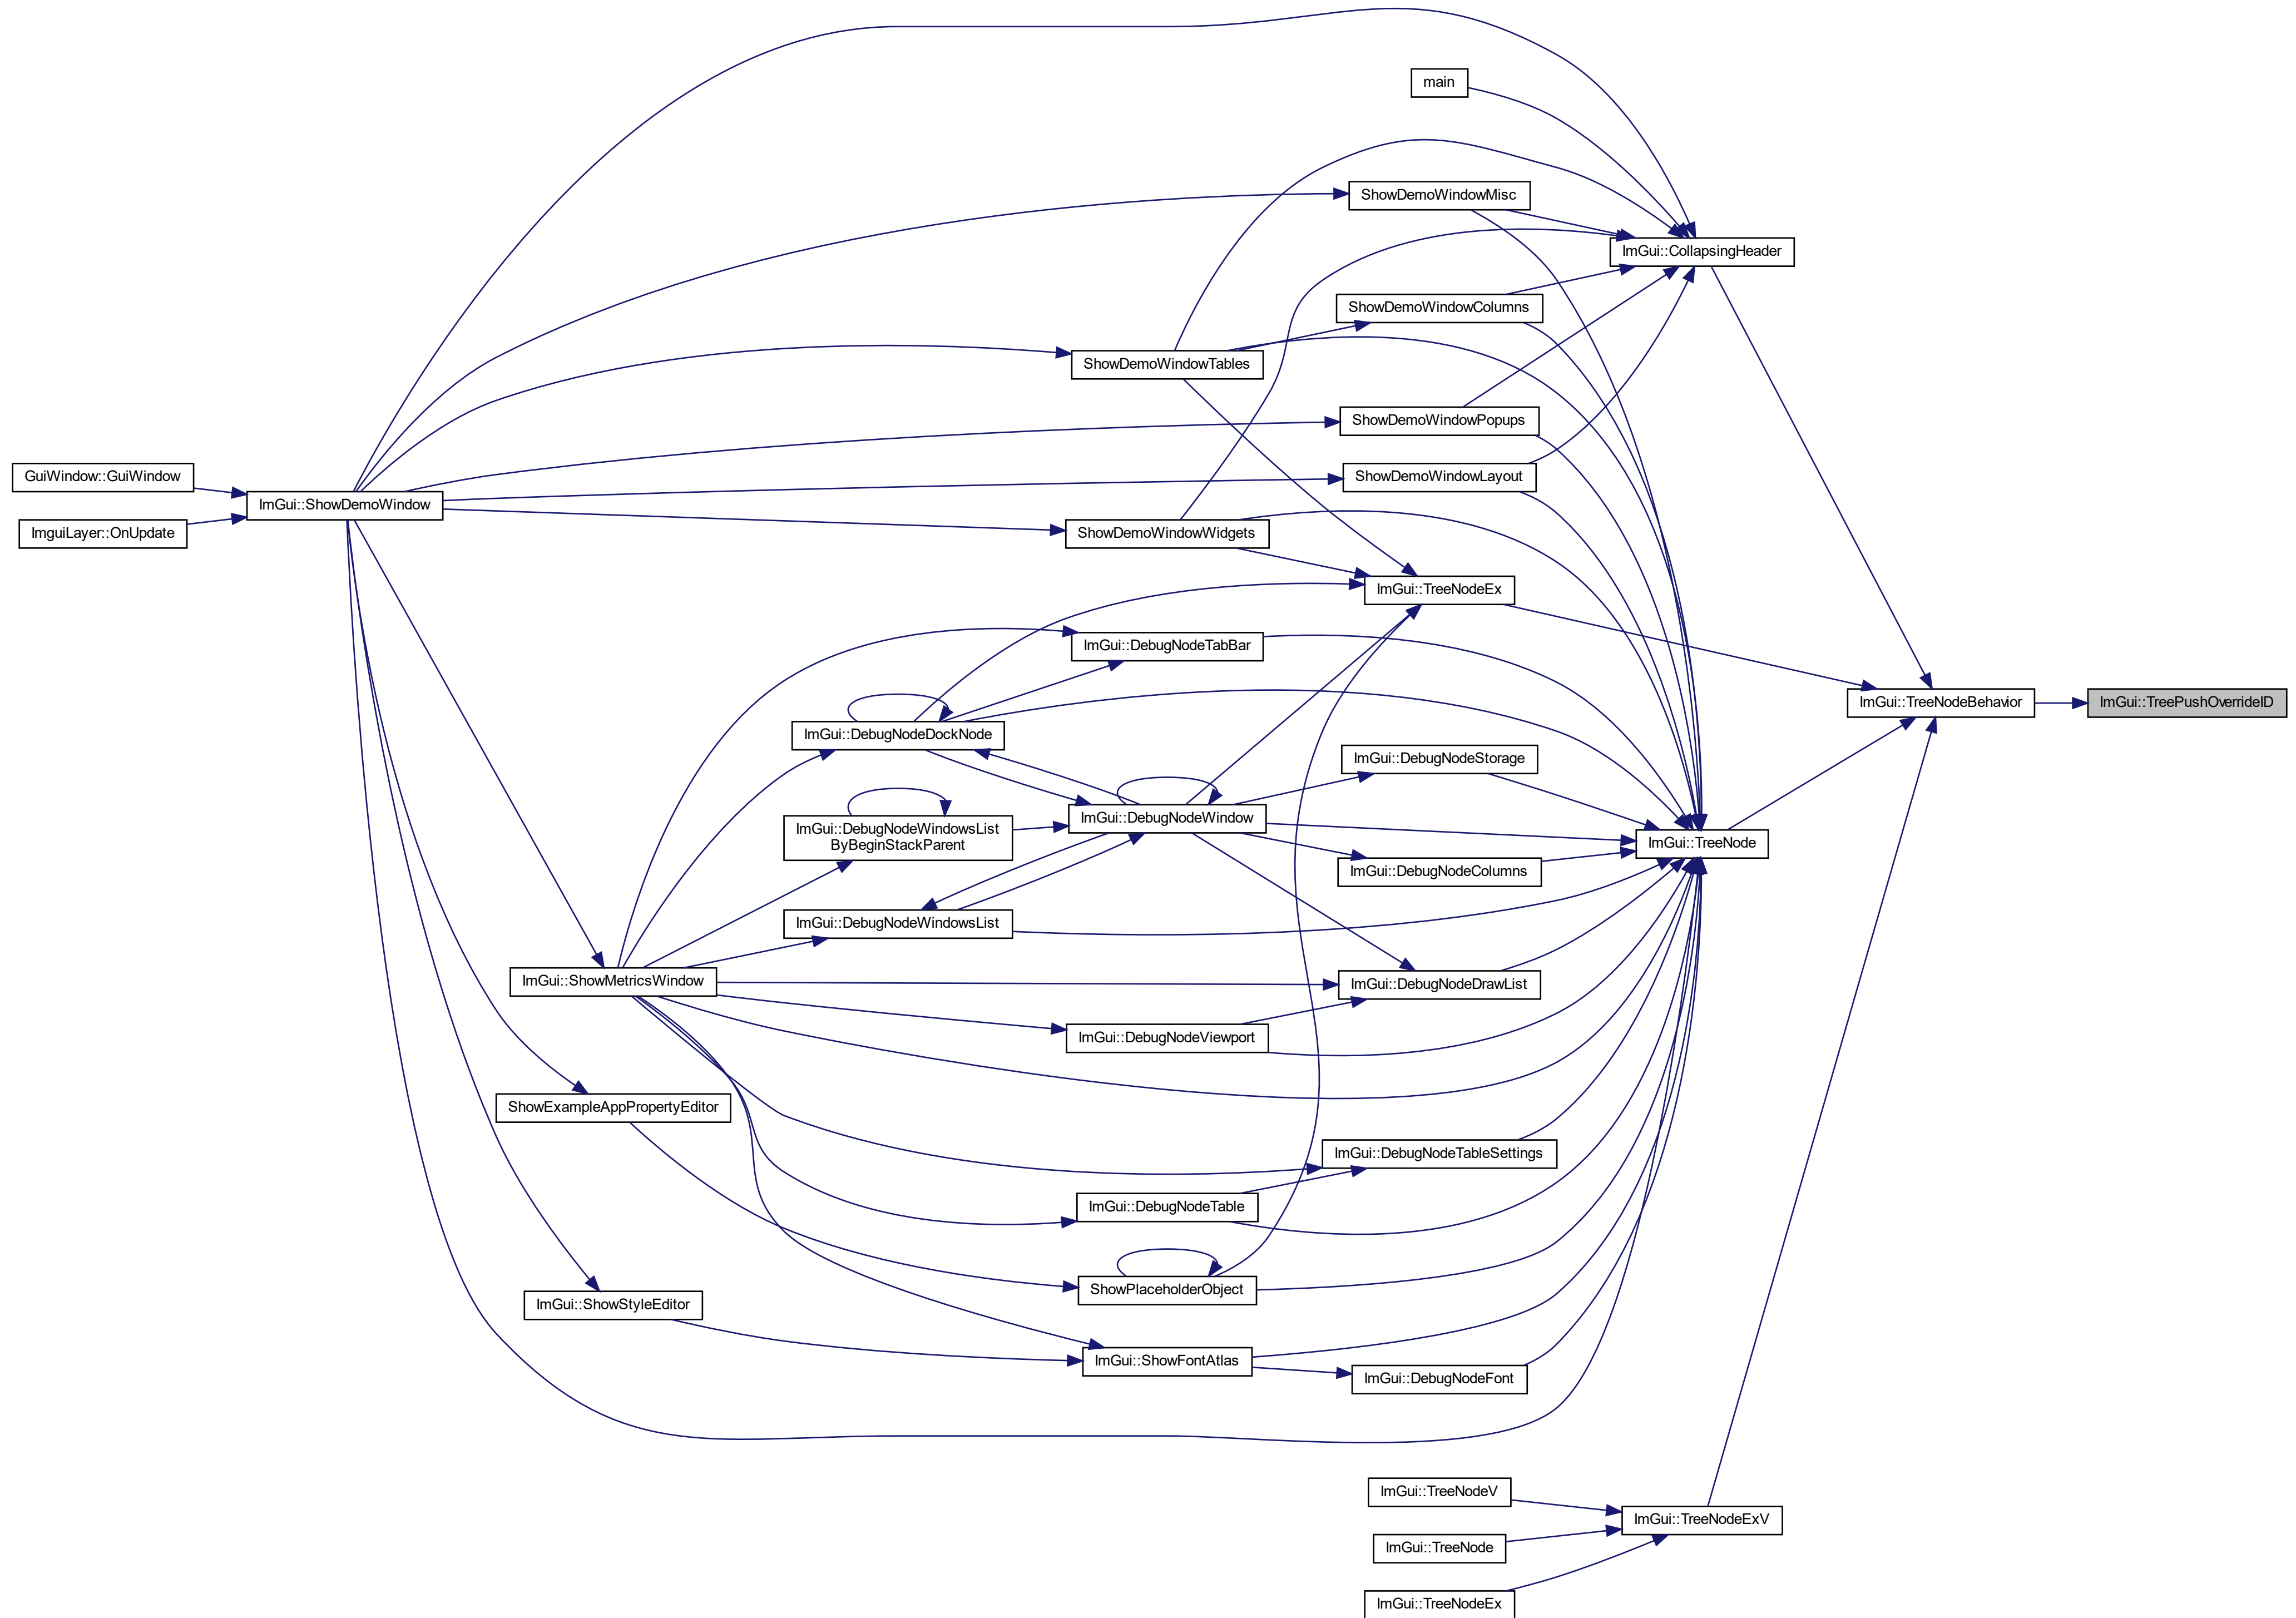 main
ShowDemoWindowMisc
ImGui::CollapsingHeader
ShowDemoWindowColumns
ShowDemoWindowTables
ShowDemoWindowPopups
GuiWindow::GuiWindow
ShowDemoWindowLayout
ImGui::ShowDemoWindow
ImguiLayer::OnUpdate
ShowDemoWindowWidgets
ImGui::TreeNodeEx
ImGui::DebugNodeTabBar
ImGui::TreeNodeBehavior
ImGui::TreePushOverrideID
ImGui::DebugNodeDockNode
ImGui::DebugNodeStorage
ImGui::DebugNodeWindow
ImGui::DebugNodeWindowsList
ByBeginStackParent
ImGui::TreeNode
ImGui::DebugNodeColumns
ImGui::DebugNodeWindowsList
ImGui::ShowMetricsWindow
ImGui::DebugNodeDrawList
ImGui::DebugNodeViewport
ShowExampleAppPropertyEditor
ImGui::DebugNodeTableSettings
ImGui::DebugNodeTable
ShowPlaceholderObject
ImGui::ShowStyleEditor
ImGui::ShowFontAtlas
ImGui::DebugNodeFont
ImGui::TreeNodeV
ImGui::TreeNodeExV
ImGui::TreeNode
ImGui::TreeNodeEx